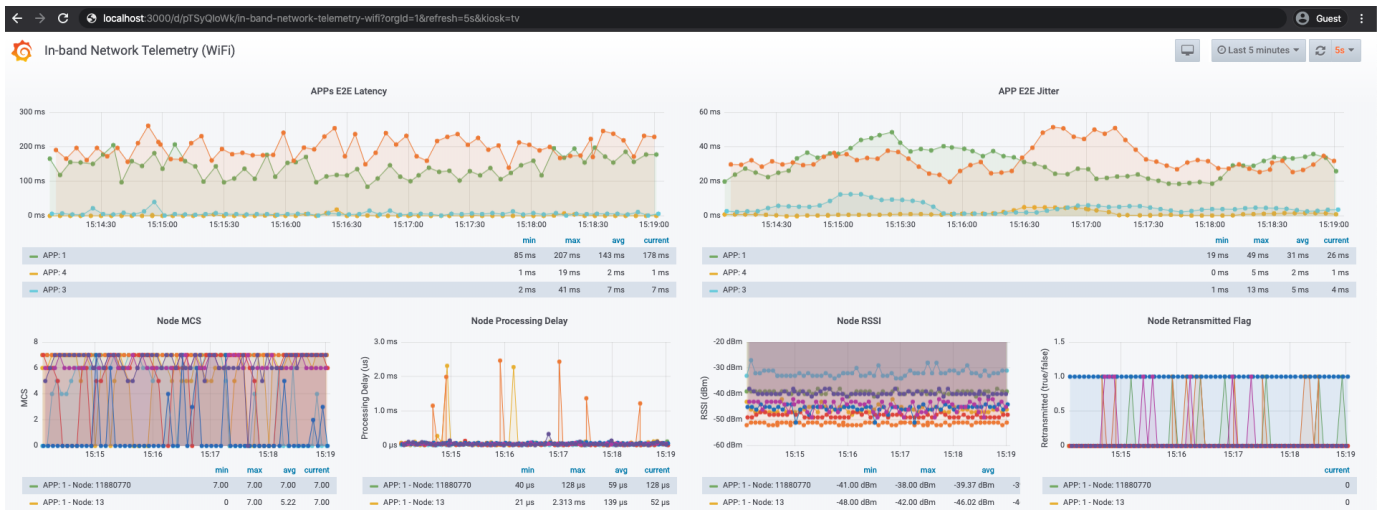 localhost:3000/d/pTSyQIoWk/in-band-network-telemetry-wifi?orgId=1&refresh=5s&kiosk=tv
Guest
In-band Network Telemetry (WiFi)
Last 5 minutes
5s
APPs E2E Latency
300 ms
200 ms
100 ms
0 ms
15:14:30 15:15:00 15:15:30 15:16:00 15:16:30 15:17:00 15:17:30 15:18:00 15:18:30 15:19:00
min max avg current
APP: 1 85 ms 207 ms 143 ms 178 ms
APP: 4 1 ms 19 ms 2 ms 1 ms
APP: 3 2 ms 41 ms 7 ms 7 ms
APP E2E Jitter
60 ms
40 ms
20 ms
0 ms
15:14:30 15:15:00 15:15:30 15:16:00 15:16:30 15:17:00 15:17:30 15:18:00 15:18:30 15:19:00
min max avg current
APP: 1 19 ms 49 ms 31 ms 26 ms
APP: 4 0 ms 5 ms 2 ms 1 ms
APP: 3 1 ms 13 ms 5 ms 4 ms
Node MCS
MCS
8
6
4
2
0
15:15 15:16 15:17 15:18 15:19
min max avg current
APP: 1 - Node: 11880770 7.00 7.00 7.00 7.00
APP: 1 - Node: 13 0 7.00 5.22 7.00
Node Processing Delay
Processing Delay (µs)
3.0 ms
2.0 ms
1.0 ms
0 µs
15:15 15:16 15:17 15:18 15:19
min max avg current
APP: 1 - Node: 11880770 40 µs 128 µs 59 µs 128 µs
APP: 1 - Node: 13 21 µs 2.313 ms 139 µs 52 µs
Node RSSI
RSSI (dBm)
-20 dBm
-30 dBm
-40 dBm
-50 dBm
-60 dBm
15:15 15:16 15:17 15:18 15:19
min max avg
APP: 1 - Node: 11880770 -41.00 dBm -38.00 dBm -39.37 dBm -3
APP: 1 - Node: 13 -48.00 dBm -42.00 dBm -46.02 dBm -4
Node Retransmitted Flag
Retransmitted (true/false)
1.5
1.0
0.5
0
15:15 15:16 15:17 15:18 15:19
current
APP: 1 - Node: 11880770 0
APP: 1 - Node: 13 0